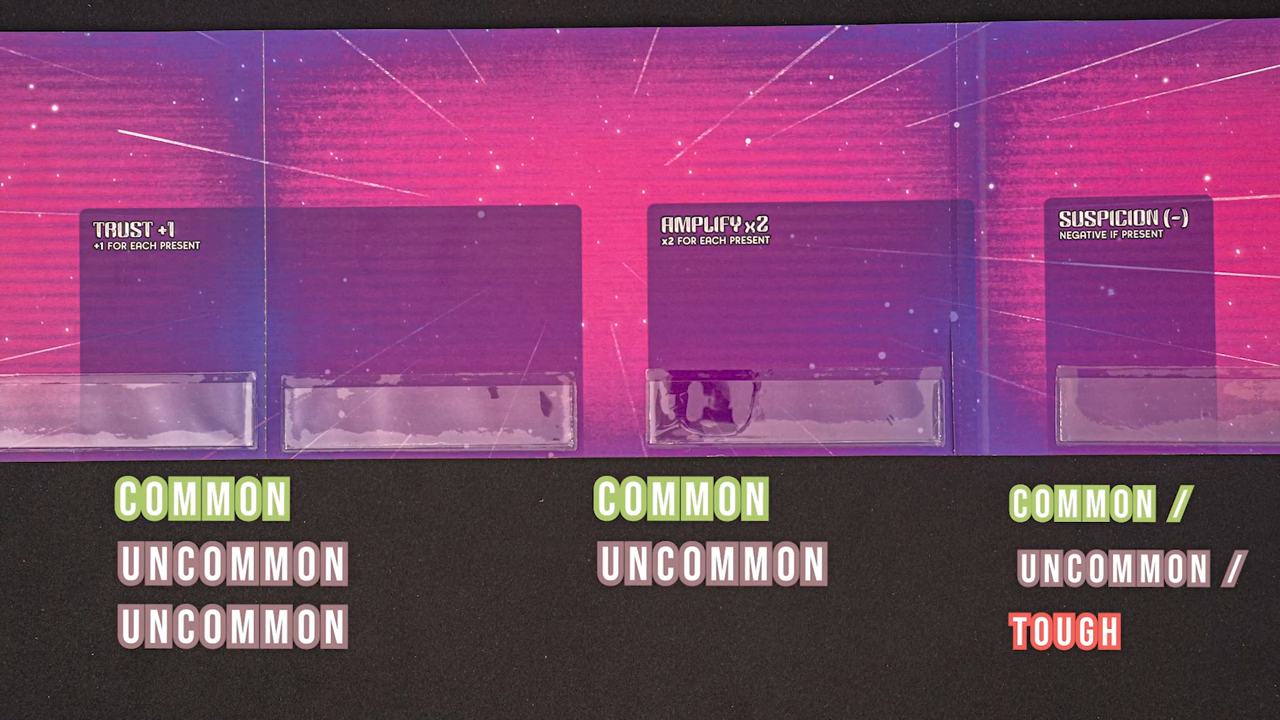 TRUST +1
+1 FOR EACH PRESENT
AMPLIFY x2
x2 FOR EACH PRESENT
SUSPICION (-)
NEGATIVE IF PRESENT
COMMON
UNCOMMON
UNCOMMON
COMMON
UNCOMMON
COMMON /
UNCOMMON /
TOUGH